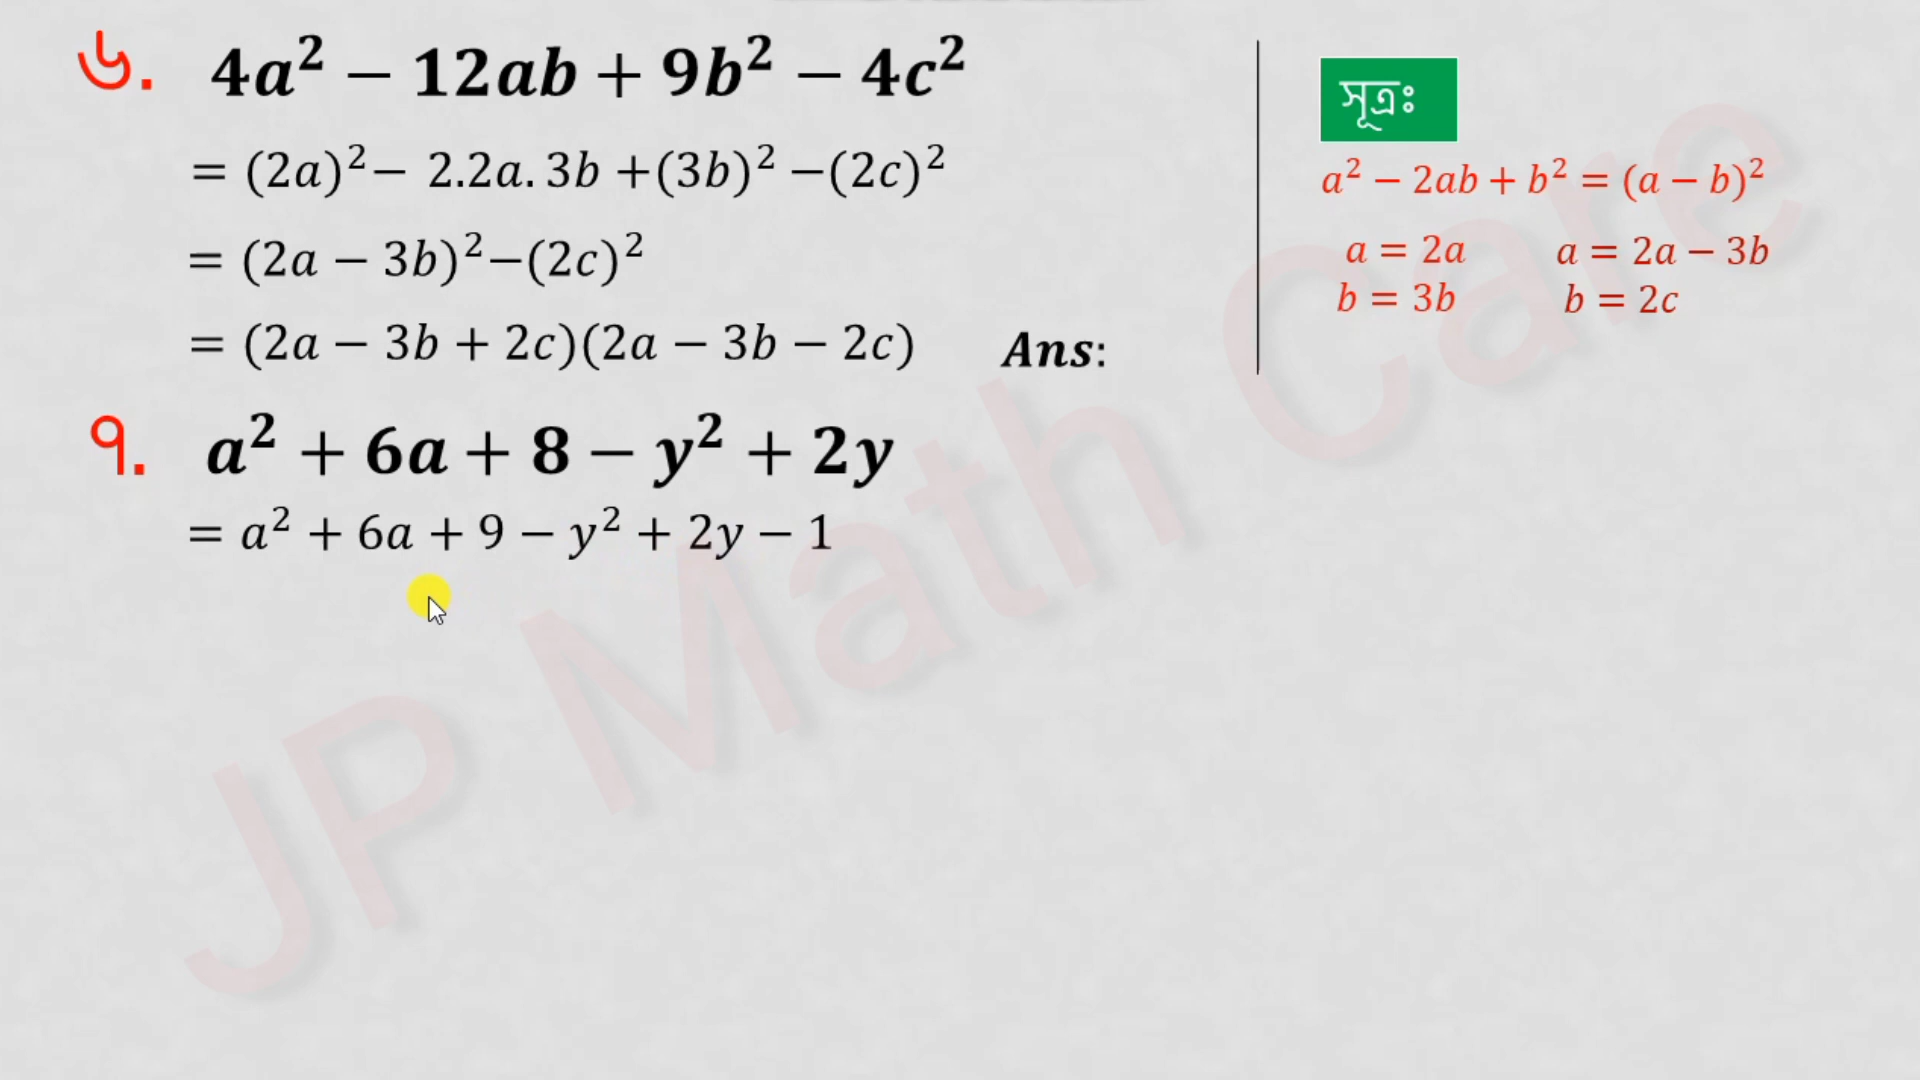 ৬. 4a² − 12ab + 9b² − 4c²
= (2a)²− 2.2a. 3b +(3b)² −(2c)²
= (2a − 3b)²−(2c)²
= (2a − 3b + 2c)(2a − 3b − 2c) Ans:
সূত্রঃ
a² − 2ab + b² = (a − b)²
a = 2a a = 2a − 3b
b = 3b b = 2c
৭. a² + 6a + 8 − y² + 2y
= a² + 6a + 9 − y² + 2y − 1
JP Math Care